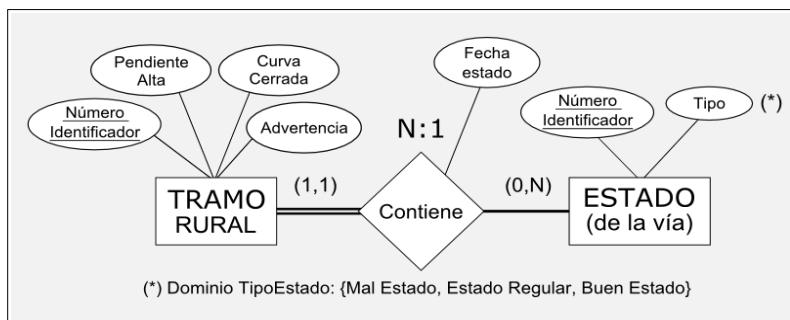 Pendiente
Alta
Curva
Cerrada
Fecha
estado
Número
Identificador
Advertencia
N:1
Número
Identificador
Tipo
(*)
TRAMO
RURAL
(1,1)
Contiene
(0,N)
ESTADO
(de la vía)
(*) Dominio TipoEstado: {Mal Estado, Estado Regular, Buen Estado}